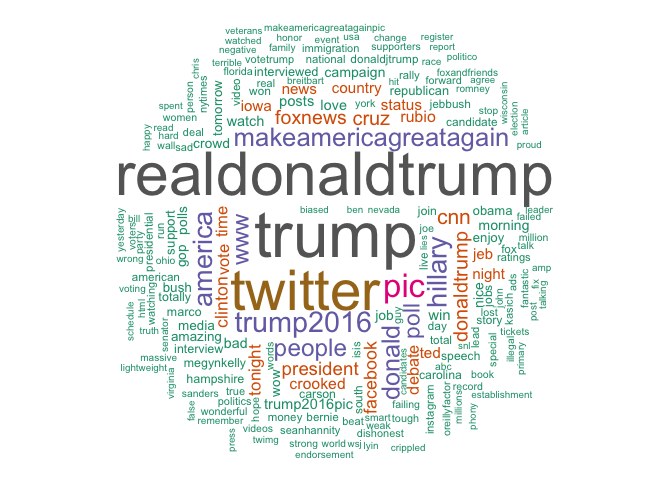 veterans makeamericagreatagainpic
watched honor event usa change register
negative family immigration supporters report
terrible votetrump national donaldjtrump race politico
chris florida interviewed campaign rally forward agree foxandfriends
person nytimes tomorrow video real breitbart hit romney
won news country republican
spent iowa posts love york status jebbush stop wisconsin
women watch foxnews cruz rubio candidate election article
happy read hard deal crowd makeamericagreatagain proud
wall sad
realdonaldtrump
yesterday voters bill party run support polls biased ben nevada join obama leader
wrong presidential gop america www trump cnn morning failed million
ohio time joe enjoy fox talk
american vote live lies hillary jeb ratings
voting watching bush clinton twitter pic donaldtrump night nice jobs ads fantastic amp
schedule html totally john kasich post fix talking
truth marco trump2016 job guy poll win lost story tickets
senator amazing media day lead illegal
massive interview bad people donald total snl special primary
lightweight megynkelly words isis candidates debate ted speech
virginia hampshire tonight wow president facebook abc carolina book
sanders true crooked carson south record establishment
false politics hope trump2016pic failing instagram millions oreillyfactor phony
wonderful money bernie beat smart tough
remember seanhannity weak dishonest
press videos twimg strong world wsj lyin crippled
endorsement